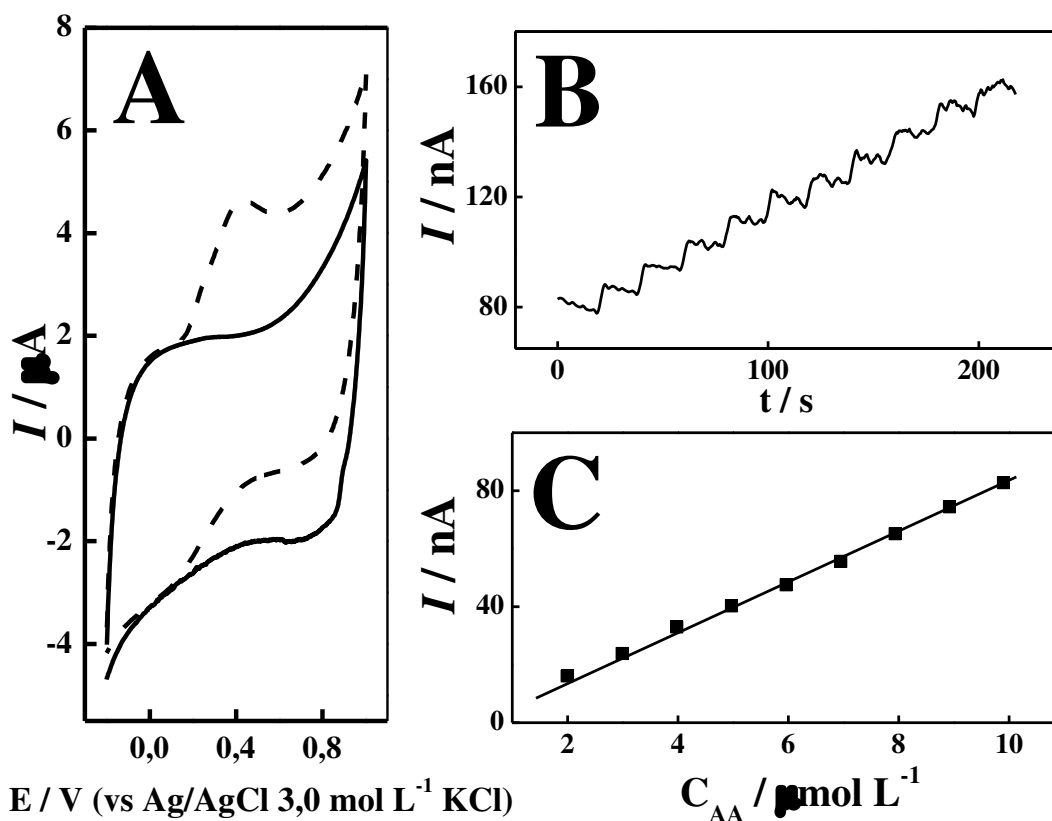 A
I / µA
8
6
4
2
0
-2
-4
0,0 0,4 0,8
E / V (vs Ag/AgCl 3,0 mol L⁻¹ KCl)
B
I / nA
160
120
80
0 100 200
t / s
C
I / nA
80
40
0
2 4 6 8 10
C_AA / µmol L⁻¹